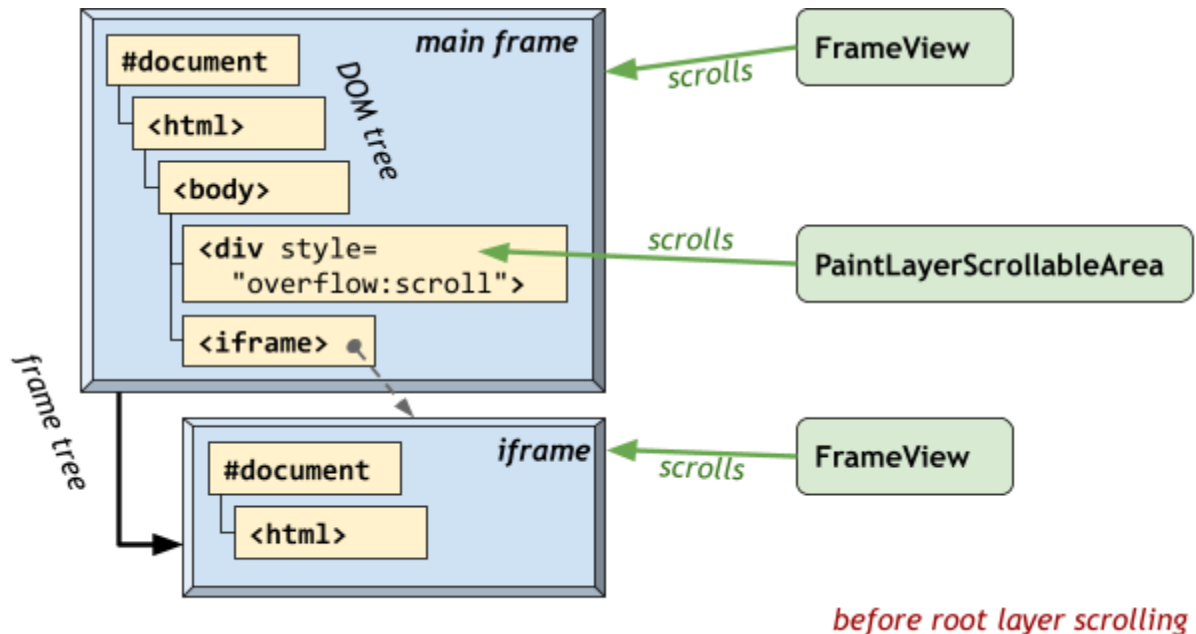 main frame
#document
<html>
<body>
<div style=
"overflow:scroll">
<iframe>
DOM tree
frame tree
iframe
#document
<html>
scrolls
FrameView
scrolls
PaintLayerScrollableArea
scrolls
FrameView
before root layer scrolling